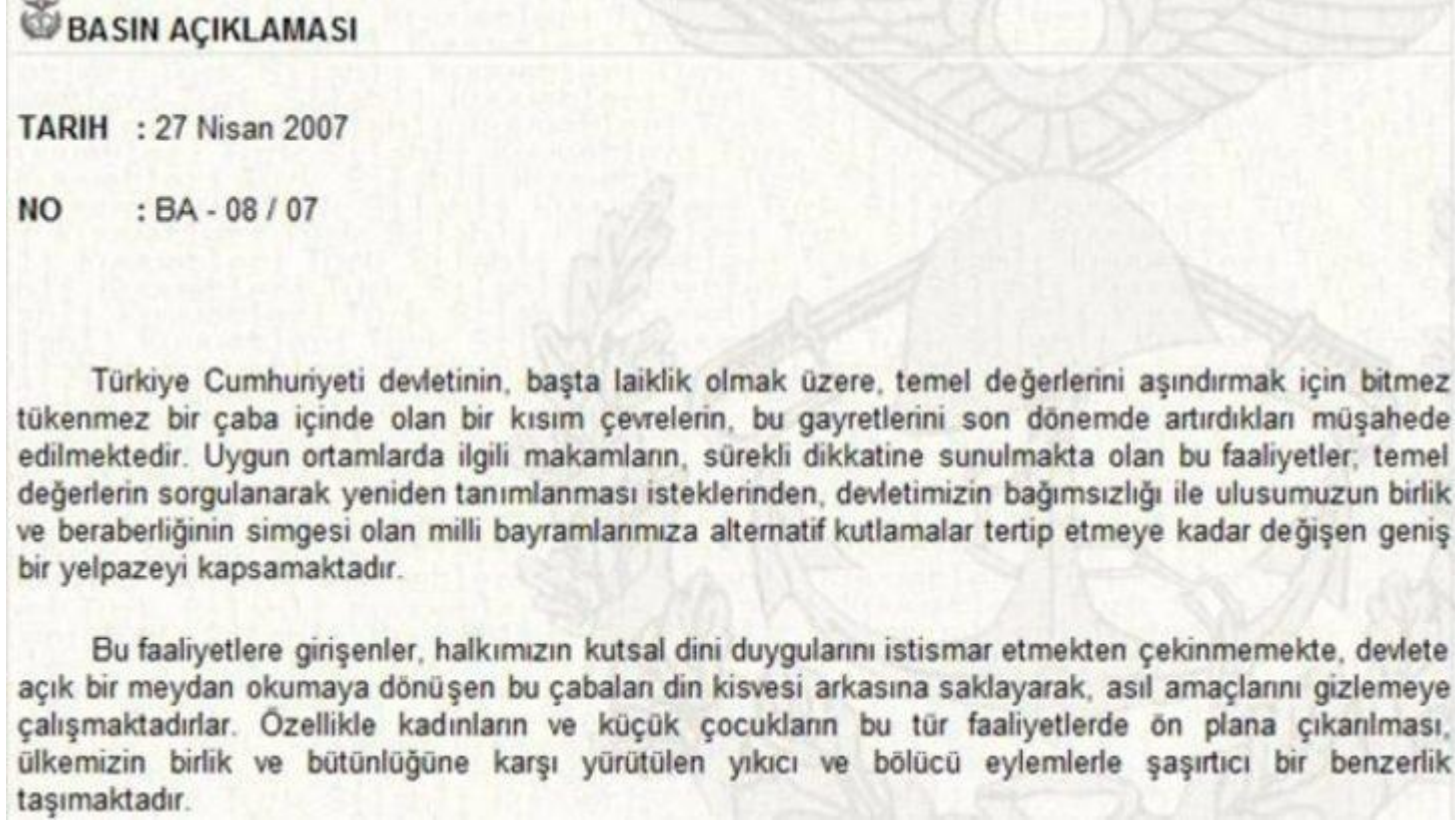 BASIN AÇIKLAMASI
TARIH : 27 Nisan 2007
NO : BA - 08 / 07
Türkiye Cumhuriyeti devletinin, başta laiklik olmak üzere, temel değerlerini aşındırmak için bitmez
tükenmez bir çaba içinde olan bir kısım çevrelerin, bu gayretlerini son dönemde artırdıkları müşahede
edilmektedir. Uygun ortamlarda ilgili makamların, sürekli dikkatine sunulmakta olan bu faaliyetler; temel
değerlerin sorgulanarak yeniden tanımlanması isteklerinden, devletimizin bağımsızlığı ile ulusumuzun birlik
ve beraberliğinin simgesi olan milli bayramlarımıza alternatif kutlamalar tertip etmeye kadar değişen geniş
bir yelpazeyi kapsamaktadır.
Bu faaliyetlere girişenler, halkımızın kutsal dini duygularını istismar etmekten çekinmemekte, devlete
açık bir meydan okumaya dönüşen bu çabaları din kisvesi arkasına saklayarak, asıl amaçlarını gizlemeye
çalışmaktadırlar. Özellikle kadınların ve küçük çocukların bu tür faaliyetlerde ön plana çıkarılması,
ülkemizin birlik ve bütünlüğüne karşı yürütülen yıkıcı ve bölücü eylemlerle şaşırtıcı bir benzerlik
taşımaktadır.